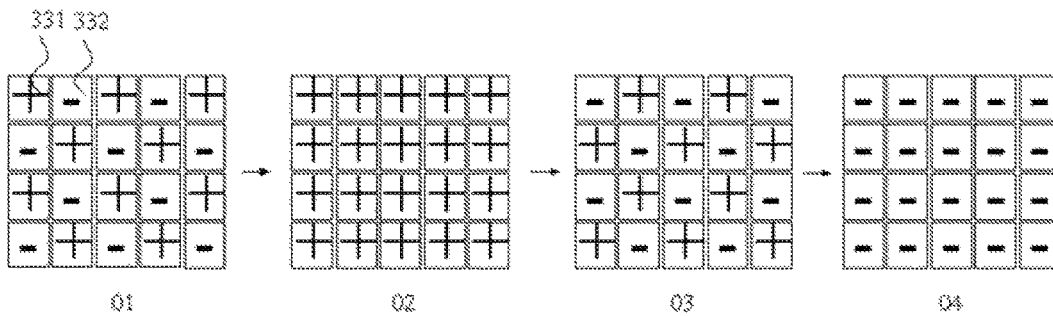 331 332
+ - + - + + + + + + - + - + - - - - - -
- + - + - + + + + + + - + - + - - - - -
+ - + - + + + + + + - + - + - - - - - -
- + - + - + + + + + + - + - + - - - - -
01 02 03 04